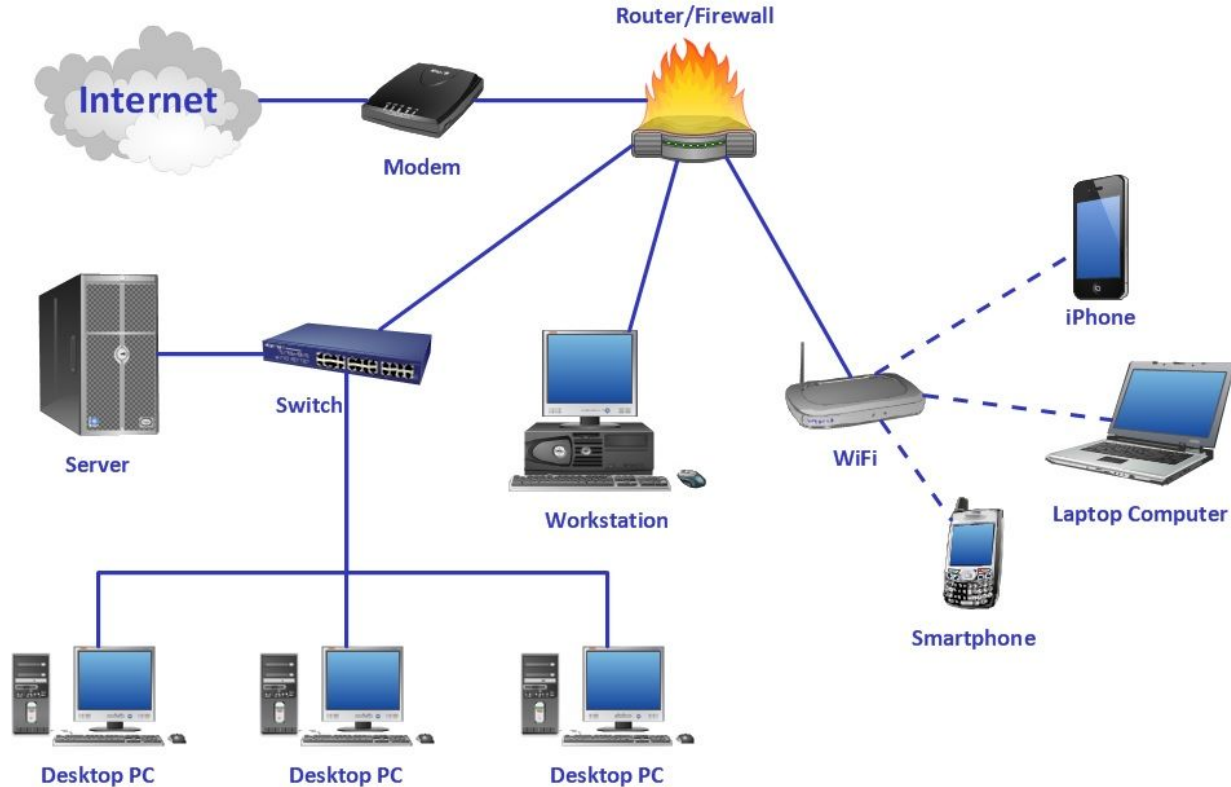 Router/Firewall
Internet
Modem
iPhone
Switch
Server
WiFi
Workstation
Laptop Computer
Smartphone
Desktop PC
Desktop PC
Desktop PC